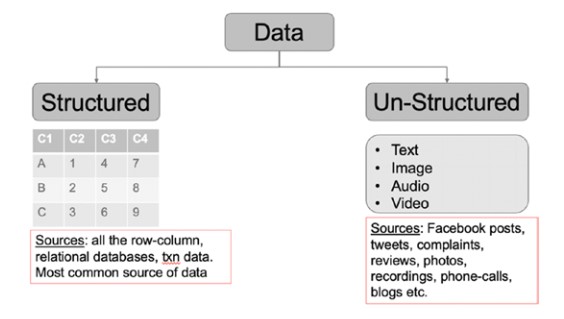 Data
Structured
Un-Structured
C1 C2 C3 C4
A 1 4 7
B 2 5 8
C 3 6 9
Sources: all the row-column,
relational databases, txn data.
Most common source of data
• Text
• Image
• Audio
• Video
Sources: Facebook posts,
tweets, complaints,
reviews, photos,
recordings, phone-calls,
blogs etc.